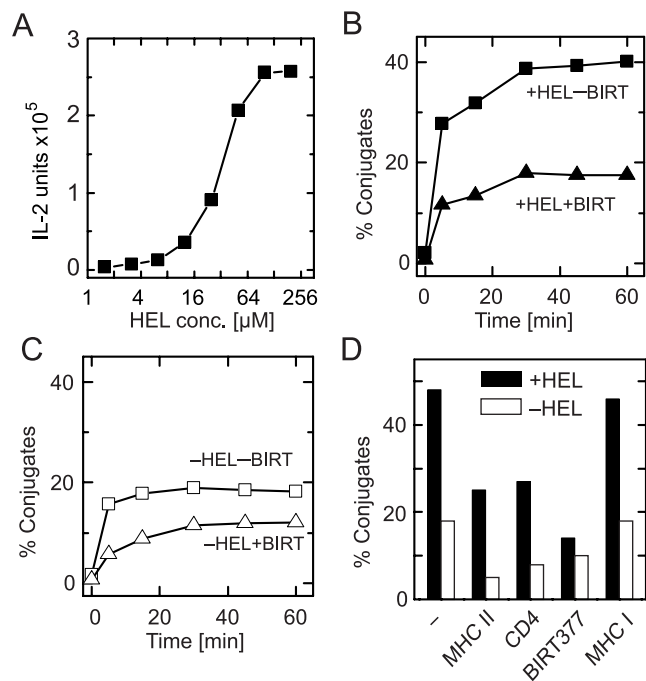 A
IL-2 units x10⁵
3
2
1
0
1 4 16 64 256
HEL conc. [µM]
B
% Conjugates
40
20
0
+HEL–BIRT
+HEL+BIRT
0 20 40 60
Time [min]
C
% Conjugates
40
20
0
–HEL–BIRT
–HEL+BIRT
0 20 40 60
Time [min]
D
% Conjugates
40
20
0
+HEL
–HEL
–
MHC II
CD4
BIRT377
MHC I